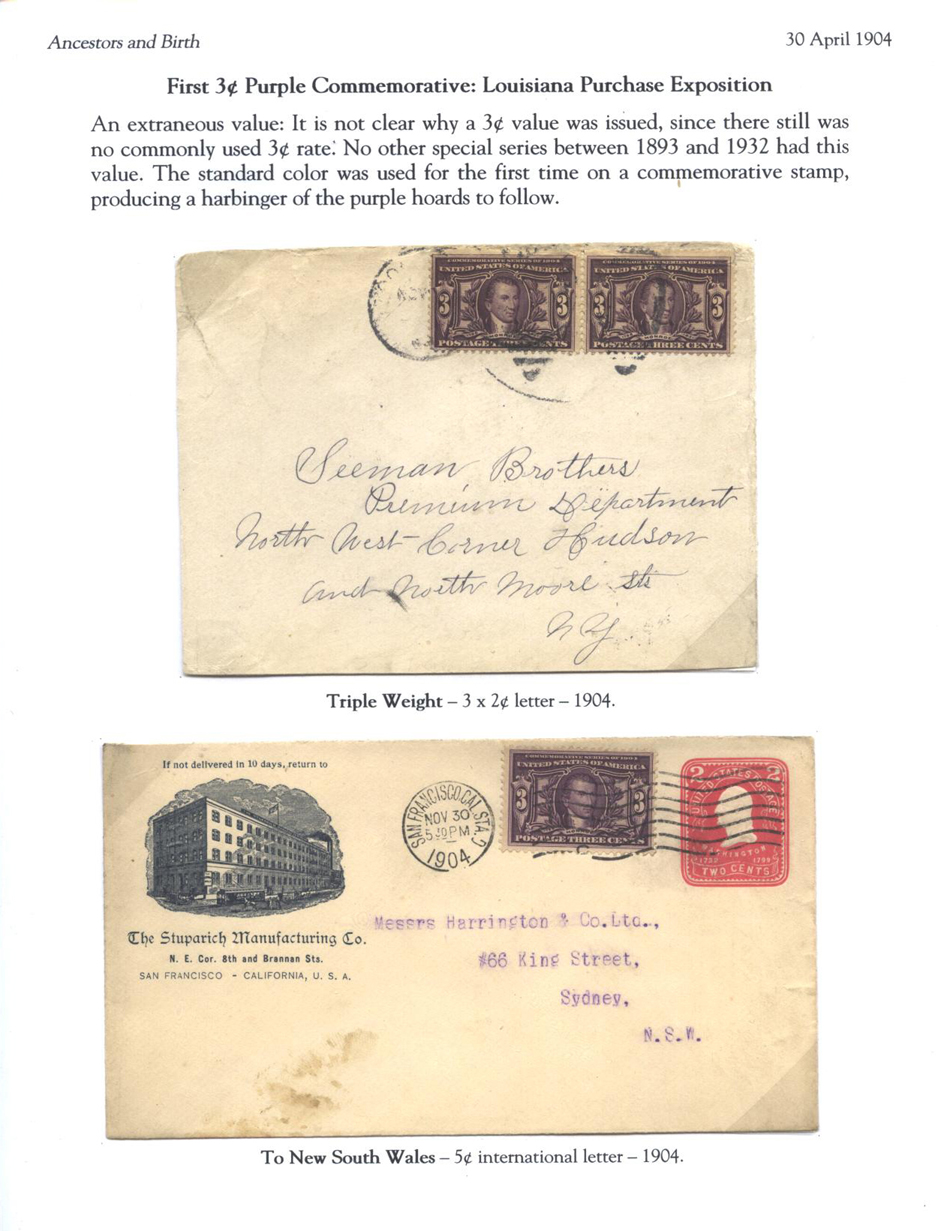 Ancestors and Birth
30 April 1904
First 3¢ Purple Commemorative: Louisiana Purchase Exposition
An extraneous value: It is not clear why a 3¢ value was issued, since there still was
no commonly used 3¢ rate. No other special series between 1893 and 1932 had this
value. The standard color was used for the first time on a commemorative stamp,
producing a harbinger of the purple hoards to follow.
COMMEMORATIVE SERIES OF 1904
UNITED STATES OF AMERICA
3 3
POSTAGE THREE CENTS
COMMEMORATIVE SERIES OF 1904
UNITED STATES OF AMERICA
3 3
POSTAGE THREE CENTS
Seeman Brothers
Premium Department
North West Corner Hudson
and North Moore sts
NY
Triple Weight – 3 x 2¢ letter – 1904.
If not delivered in 10 days, return to
The Stuparich Manufacturing Co.
N. E. Cor. 8th and Brannan Sts.
SAN FRANCISCO - CALIFORNIA, U. S. A.
SAN FRANCISCO, CAL. STA. C
NOV 30
5 30 PM
1904
COMMEMORATIVE SERIES OF 1904
UNITED STATES OF AMERICA
3 3
POSTAGE THREE CENTS
2 2
UNITED STATES POSTAGE
WASHINGTON
1732 1799
TWO CENTS
Messrs Harrington & Co.Ltd.,
#66 King Street,
Sydney,
N.S.W.
To New South Wales – 5¢ international letter – 1904.